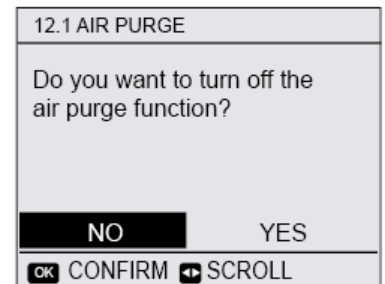 12.1 AIR PURGE
Do you want to turn off the
air purge function?
NO YES
OK CONFIRM SCROLL